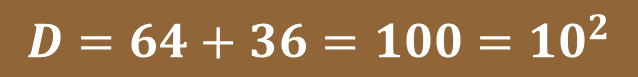 D = 64 + 36 = 100 = 10²